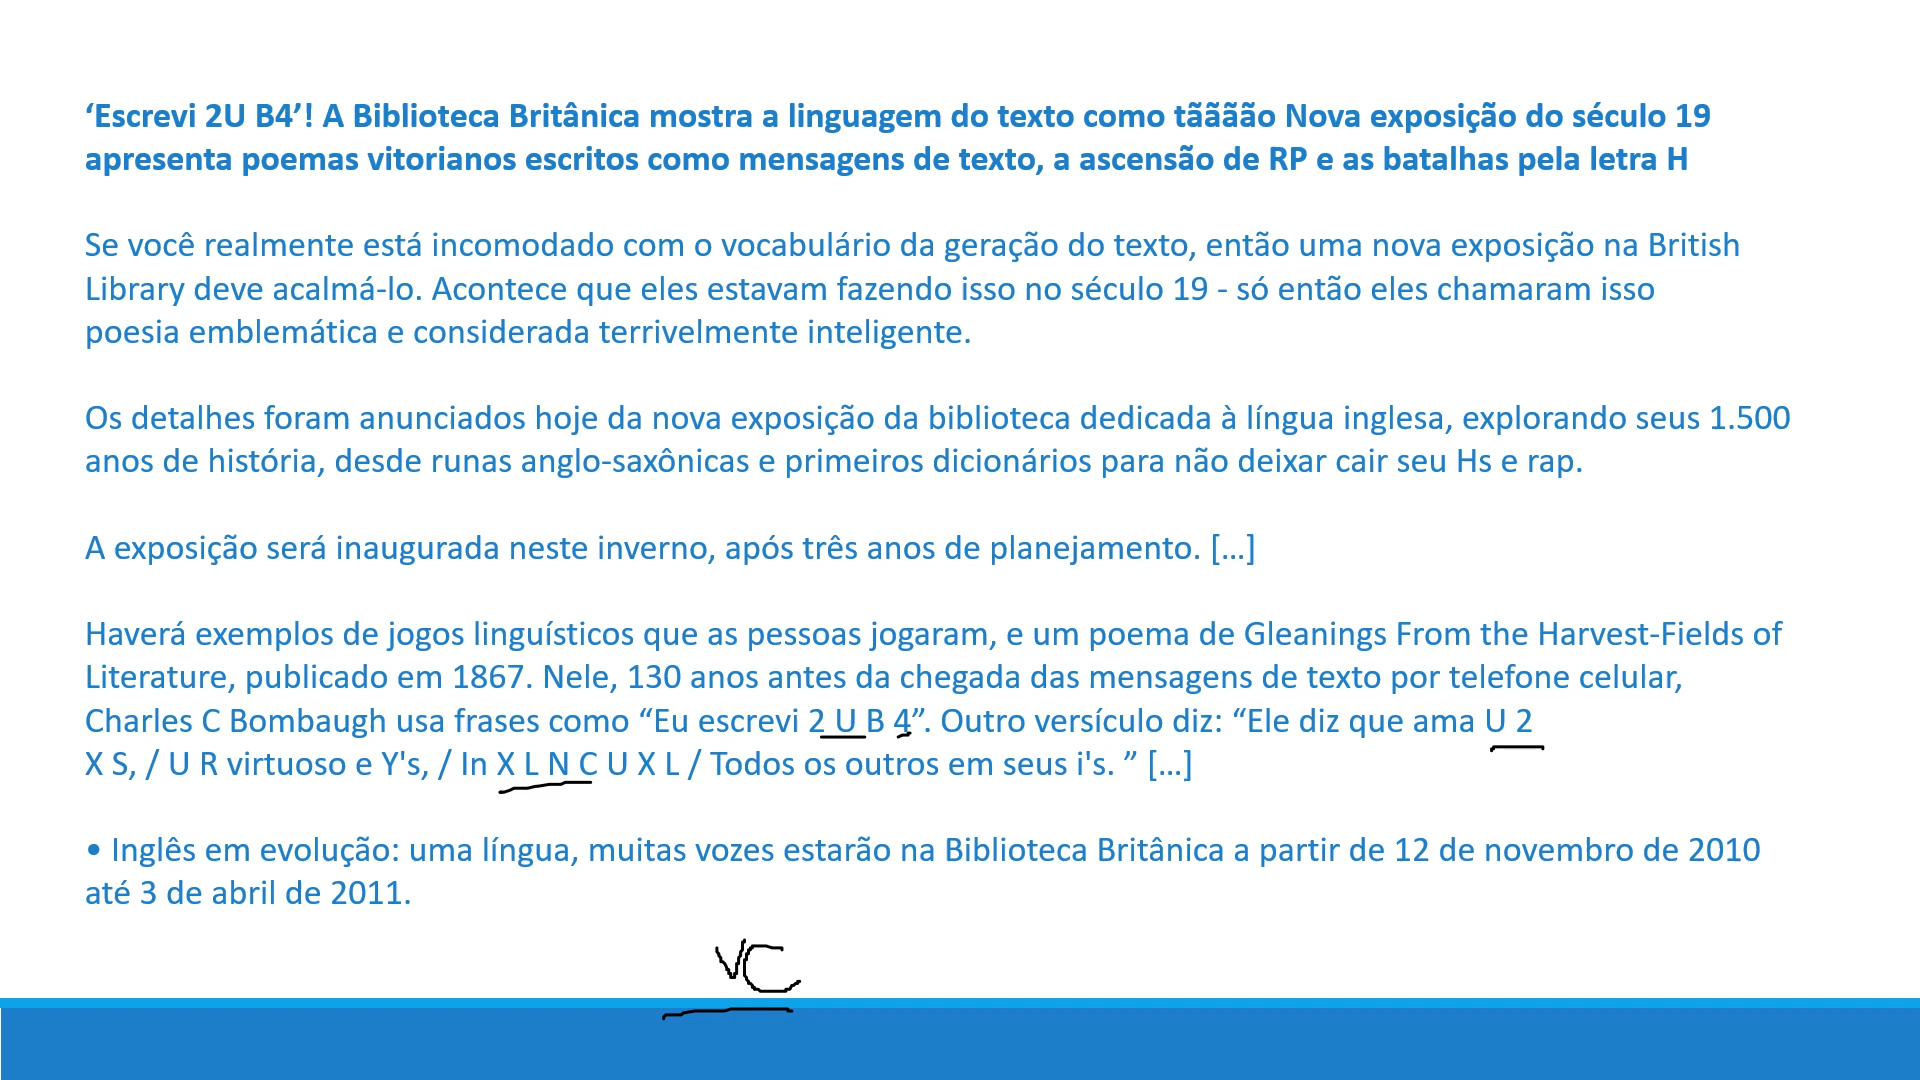 ‘Escrevi 2U B4’! A Biblioteca Britânica mostra a linguagem do texto como tããããão Nova exposição do século 19
apresenta poemas vitorianos escritos como mensagens de texto, a ascensão de RP e as batalhas pela letra H
Se você realmente está incomodado com o vocabulário da geração do texto, então uma nova exposição na British
Library deve acalmá-lo. Acontece que eles estavam fazendo isso no século 19 - só então eles chamaram isso
poesia emblemática e considerada terrivelmente inteligente.
Os detalhes foram anunciados hoje da nova exposição da biblioteca dedicada à língua inglesa, explorando seus 1.500
anos de história, desde runas anglo-saxônicas e primeiros dicionários para não deixar cair seu Hs e rap.
A exposição será inaugurada neste inverno, após três anos de planejamento. [...]
Haverá exemplos de jogos linguísticos que as pessoas jogaram, e um poema de Gleanings From the Harvest-Fields of
Literature, publicado em 1867. Nele, 130 anos antes da chegada das mensagens de texto por telefone celular,
Charles C Bombaugh usa frases como “Eu escrevi 2 U B 4”. Outro versículo diz: “Ele diz que ama U 2
X S, / U R virtuoso e Y's, / In X L N C U X L / Todos os outros em seus i's. ” [...]
• Inglês em evolução: uma língua, muitas vozes estarão na Biblioteca Britânica a partir de 12 de novembro de 2010
até 3 de abril de 2011.
VC